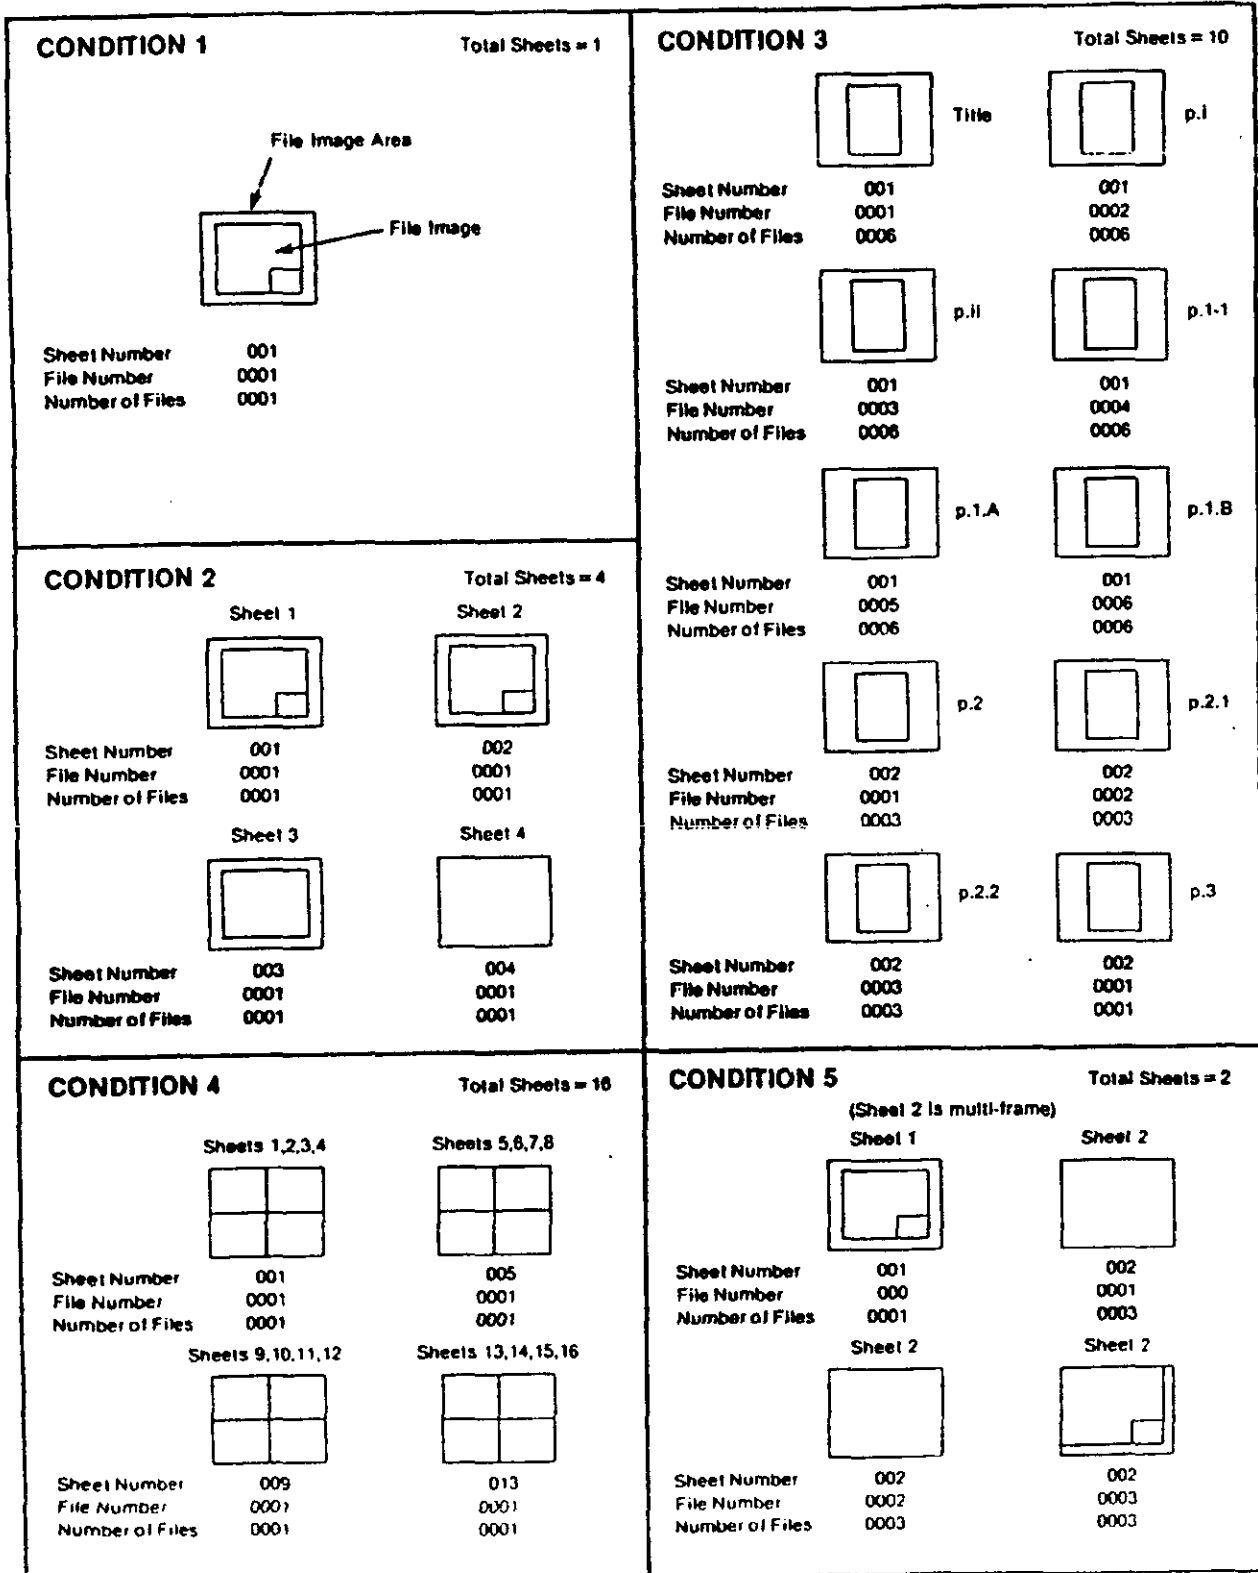 CONDITION 1 Total Sheets = 1
File Image Area
File Image
Sheet Number 001
File Number 0001
Number of Files 0001
CONDITION 2 Total Sheets = 4
Sheet 1 Sheet 2
Sheet Number 001 002
File Number 0001 0001
Number of Files 0001 0001
Sheet 3 Sheet 4
Sheet Number 003 004
File Number 0001 0001
Number of Files 0001 0001
CONDITION 3 Total Sheets = 10
Title p.i
Sheet Number 001 001
File Number 0001 0002
Number of Files 0006 0006
p.ii p.1-1
Sheet Number 001 001
File Number 0003 0004
Number of Files 0006 0006
p.1.A p.1.B
Sheet Number 001 001
File Number 0005 0006
Number of Files 0006 0006
p.2 p.2.1
Sheet Number 002 002
File Number 0001 0002
Number of Files 0003 0003
p.2.2 p.3
Sheet Number 002 002
File Number 0003 0001
Number of Files 0003 0001
CONDITION 4 Total Sheets = 16
Sheets 1,2,3,4 Sheets 5,6,7,8
Sheet Number 001 005
File Number 0001 0001
Number of Files 0001 0001
Sheets 9,10,11,12 Sheets 13,14,15,16
Sheet Number 009 013
File Number 0001 0001
Number of Files 0001 0001
CONDITION 5 Total Sheets = 2
(Sheet 2 is multi-frame)
Sheet 1 Sheet 2
Sheet Number 001 002
File Number 000 0001
Number of Files 0001 0003
Sheet 2 Sheet 2
Sheet Number 002 002
File Number 0002 0003
Number of Files 0003 0003